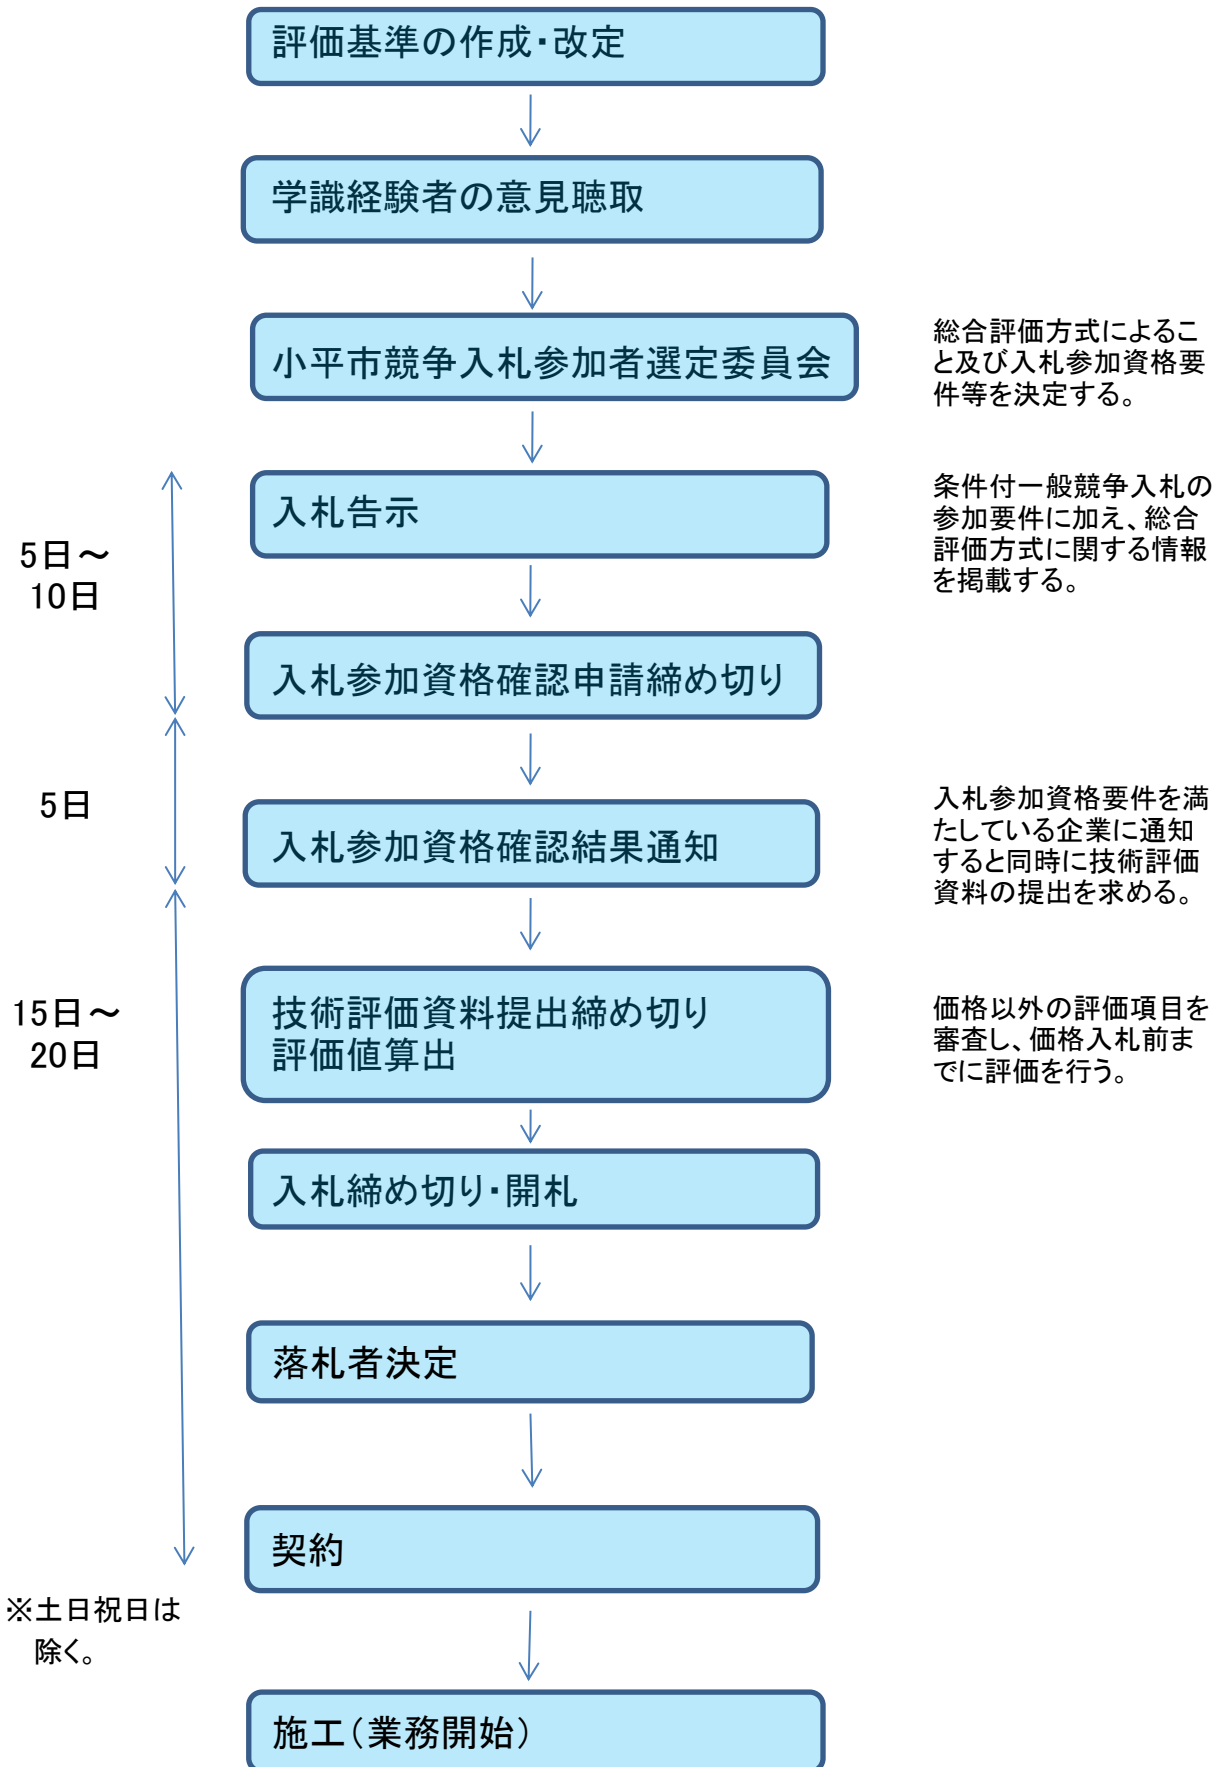 評価基準の作成・改定
学識経験者の意見聴取
小平市競争入札参加者選定委員会
総合評価方式によるこ
と及び入札参加資格要
件等を決定する。
入札告示
条件付一般競争入札の
参加要件に加え、総合
評価方式に関する情報
を掲載する。
5日～
10日
入札参加資格確認申請締め切り
5日
入札参加資格確認結果通知
入札参加資格要件を満
たしている企業に通知
すると同時に技術評価
資料の提出を求める。
15日～
20日
技術評価資料提出締め切り
評価値算出
価格以外の評価項目を
審査し、価格入札前ま
でに評価を行う。
入札締め切り・開札
落札者決定
契約
※土日祝日は
除く。
施工（業務開始）